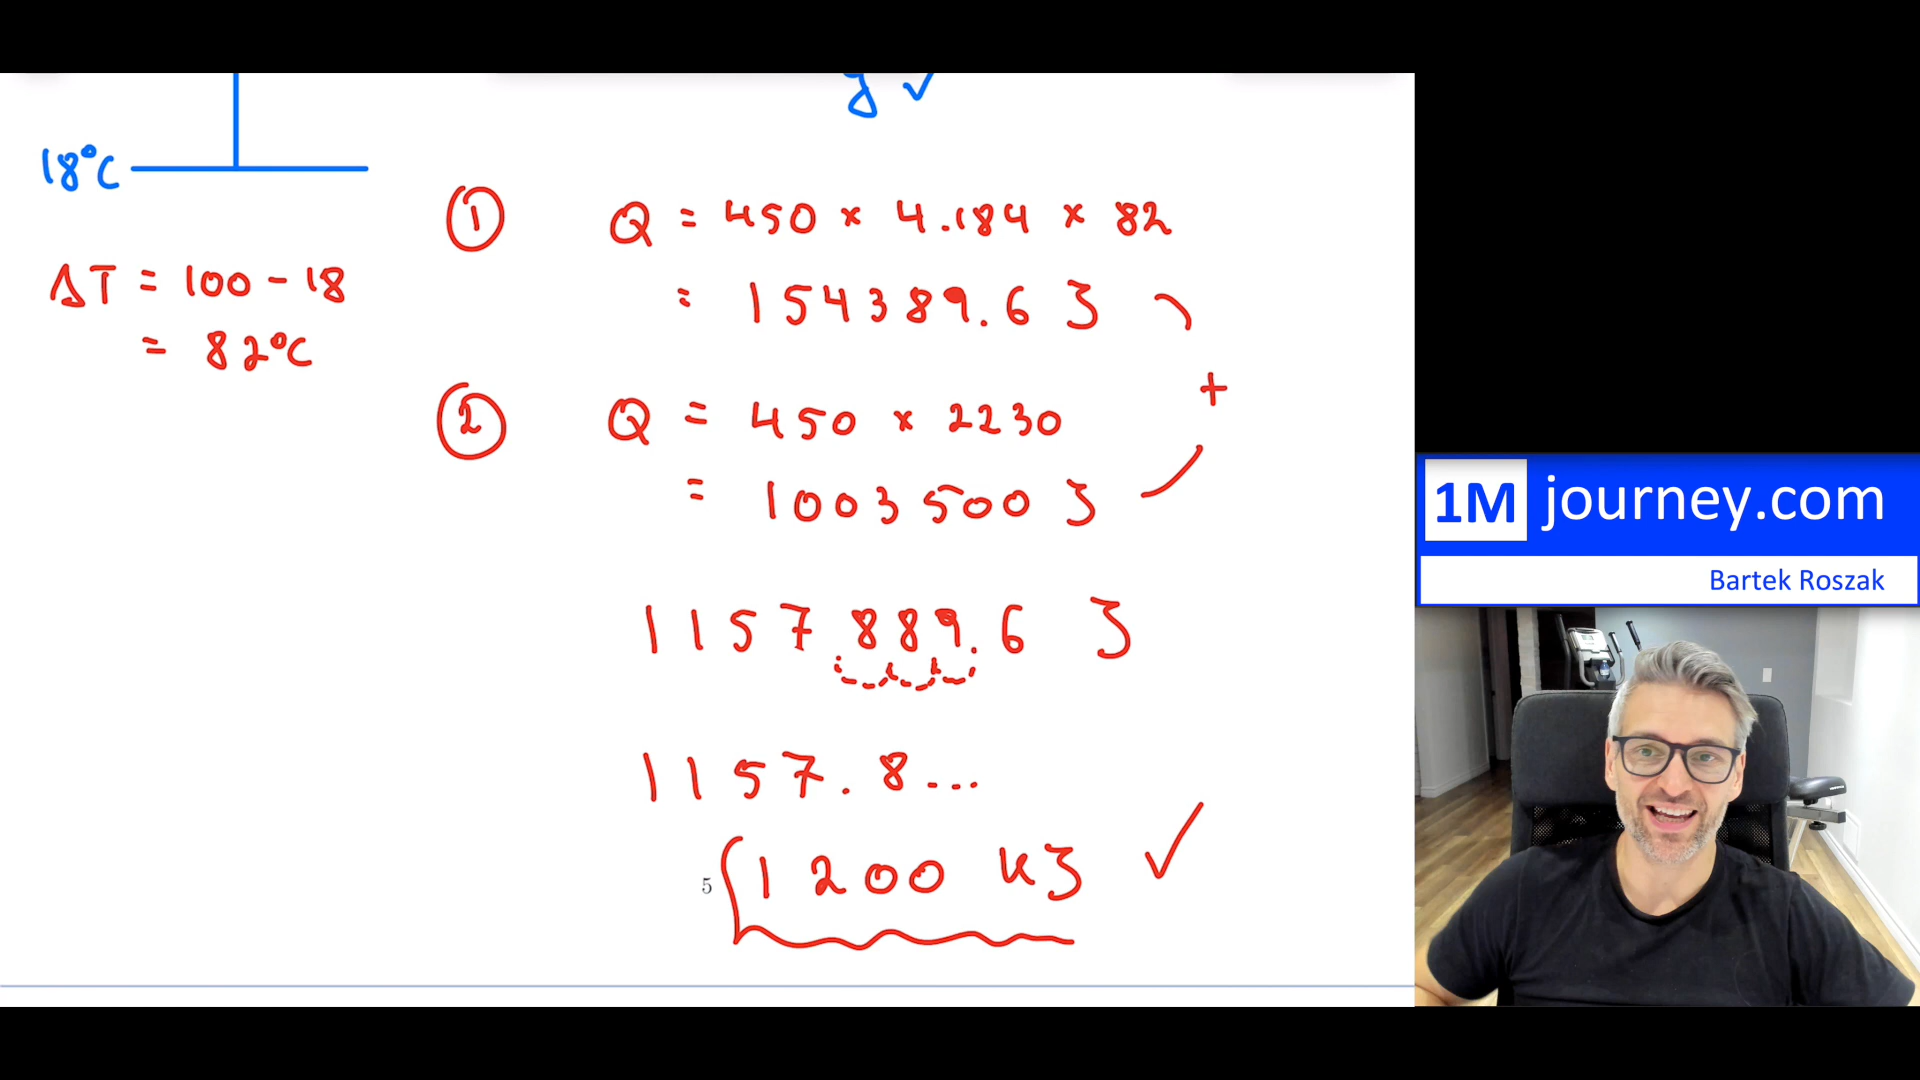 y ✓
18°C
ΔT = 100 - 18
= 82°C
① Q = 450 × 4.184 × 82
= 154389.6 J
+
② Q = 450 × 2230
= 1003500 J
1157889.6 J
1157.8...
1200 kJ ✓
5
1M journey.com
Bartek Roszak